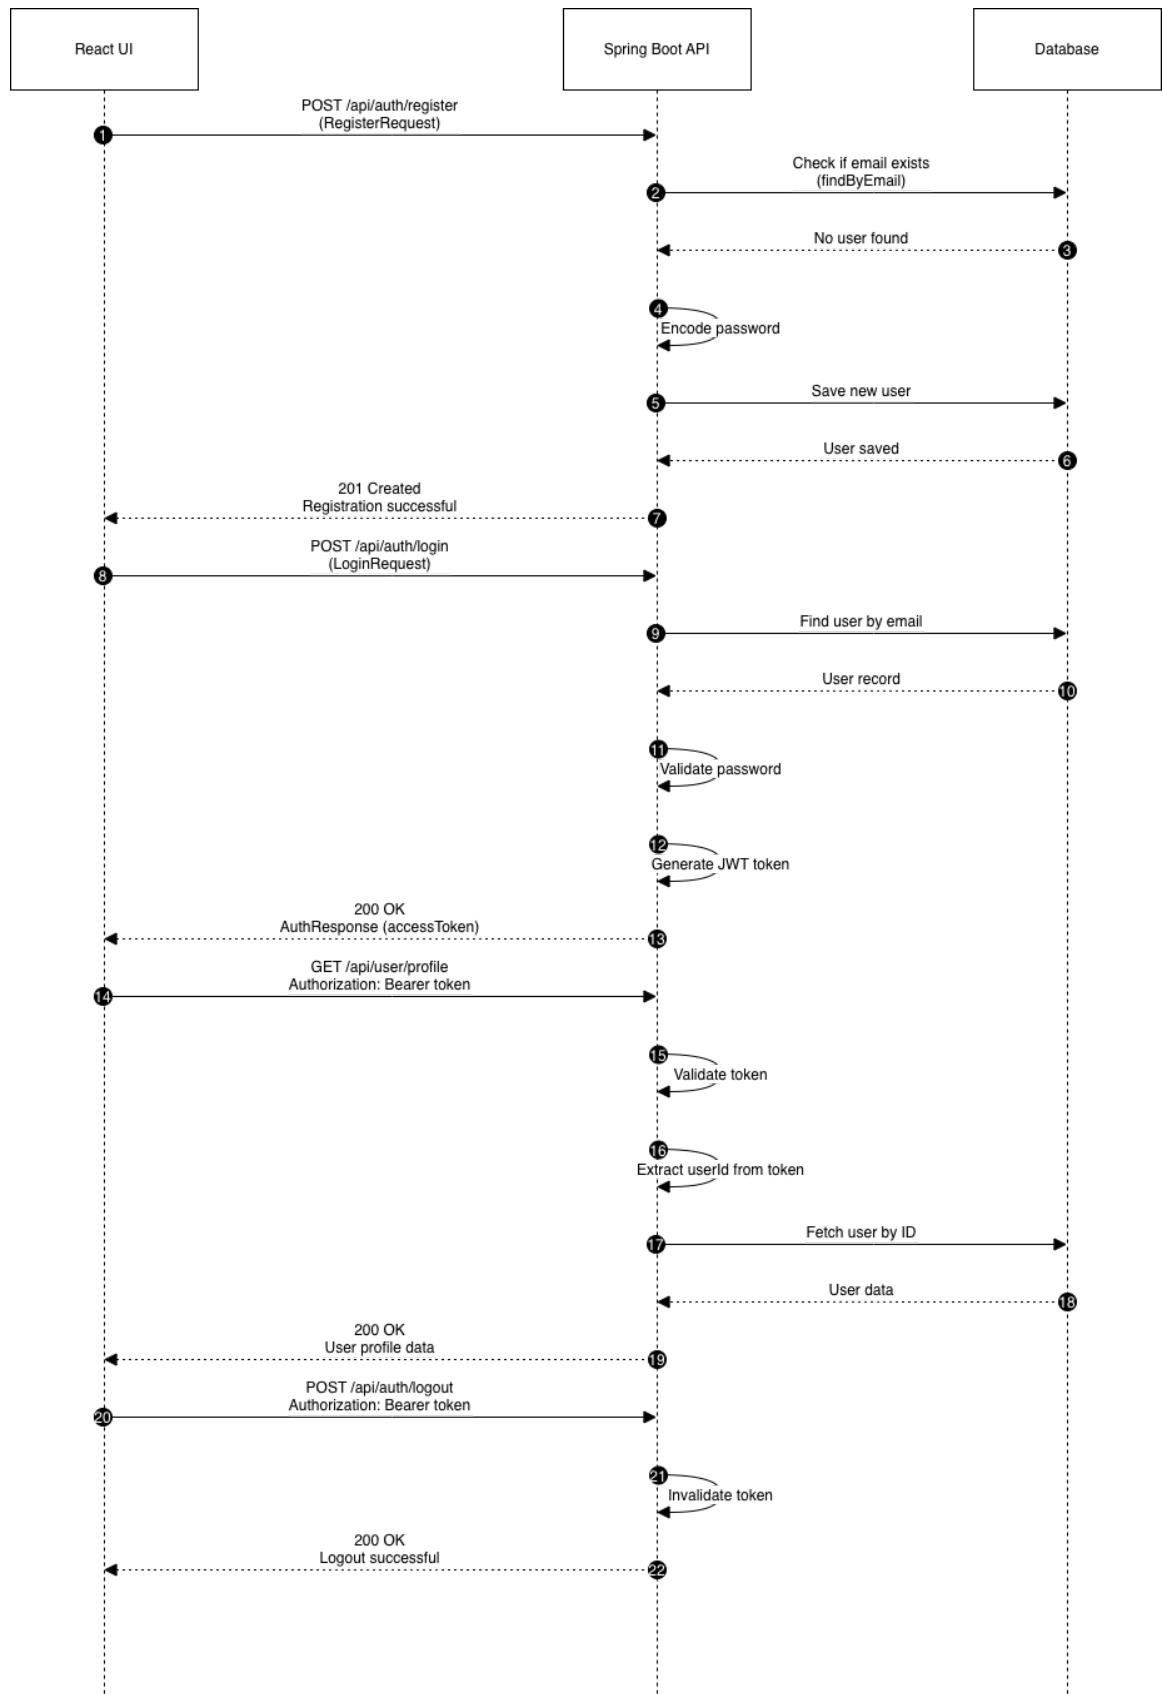 React UI
Spring Boot API
Database
POST /api/auth/register
(RegisterRequest)
1
Check if email exists
(findByEmail)
2
No user found
3
4
Encode password
Save new user
5
User saved
6
201 Created
Registration successful
7
POST /api/auth/login
(LoginRequest)
8
Find user by email
9
User record
10
11
Validate password
12
Generate JWT token
200 OK
AuthResponse (accessToken)
13
GET /api/user/profile
Authorization: Bearer token
14
15
Validate token
16
Extract userId from token
Fetch user by ID
17
User data
18
200 OK
User profile data
19
POST /api/auth/logout
Authorization: Bearer token
20
21
Invalidate token
200 OK
Logout successful
22